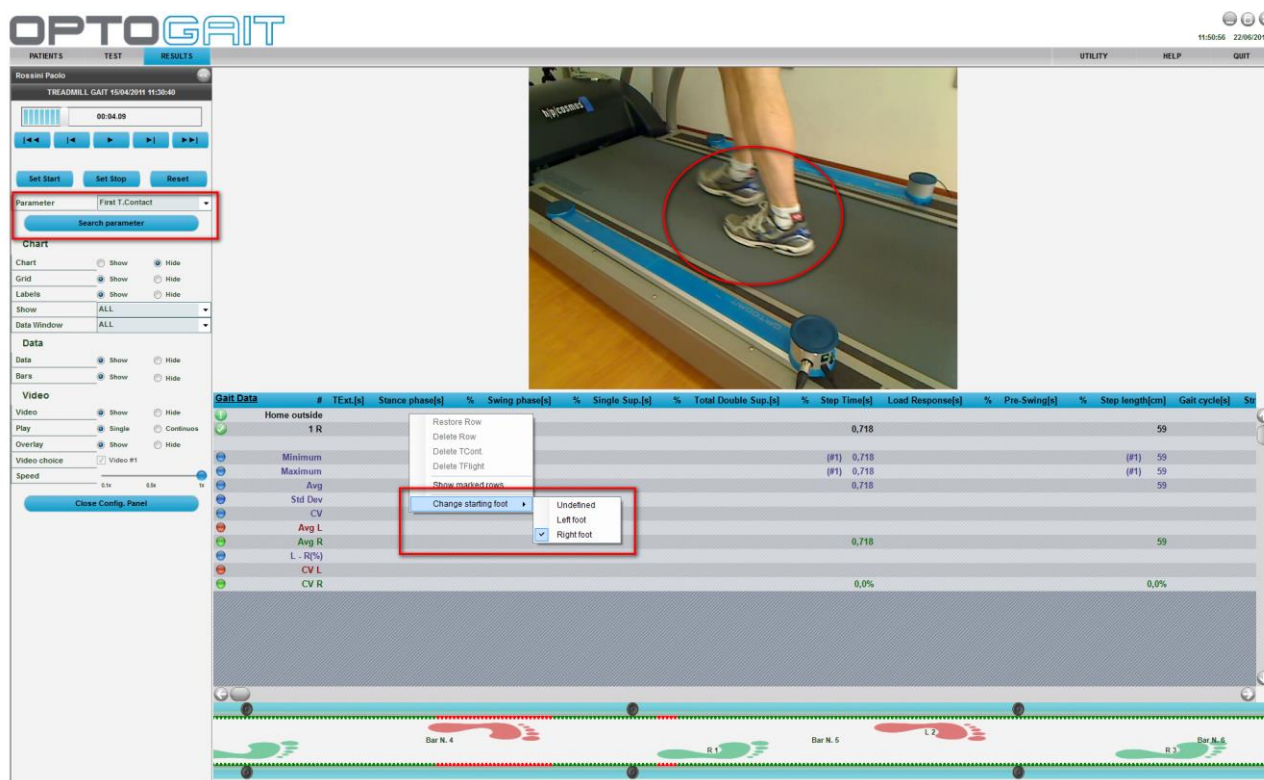 OPTOGAIT
11:50:56 22/06/201
PATIENTS TEST RESULTS UTILITY HELP QUIT
Rossini Paolo
TREADMILL GAIT 15/04/2011 11:30:40
00:04.09
Set Start Set Stop Reset
Parameter First T.Contact
Search parameter
Chart
Chart Show Hide
Grid Show Hide
Labels Show Hide
Show ALL
Data Window ALL
Data
Data Show Hide
Bars Show Hide
Video
Video Show Hide
Play Single Continuos
Overlay Show Hide
Video choice Video #1
Speed
0.1x 0.5x 1x
Close Config. Panel
h/p/cosmos
OPTOGAIT
Gait Data # TExt.[s] Stance phase[s] % Swing phase[s] % Single Sup.[s] % Total Double Sup.[s] % Step Time[s] Load Response[s] % Pre-Swing[s] % Step length[cm] Gait cycle[s] Str
Home outside
1 R 0,718 59
Minimum (#1) 0,718 (#1) 59
Maximum (#1) 0,718 (#1) 59
Avg 0,718 59
Std Dev
CV
Avg L
Avg R 0,718 59
L - R(%)
CV L
CV R 0,0% 0,0%
Restore Row
Delete Row
Delete TCont.
Delete TFlight
Show marked rows
Change starting foot
Undefined
Left foot
Right foot
Bar N. 4 R 1 Bar N. 5 L 2 R 3 Bar N. 6